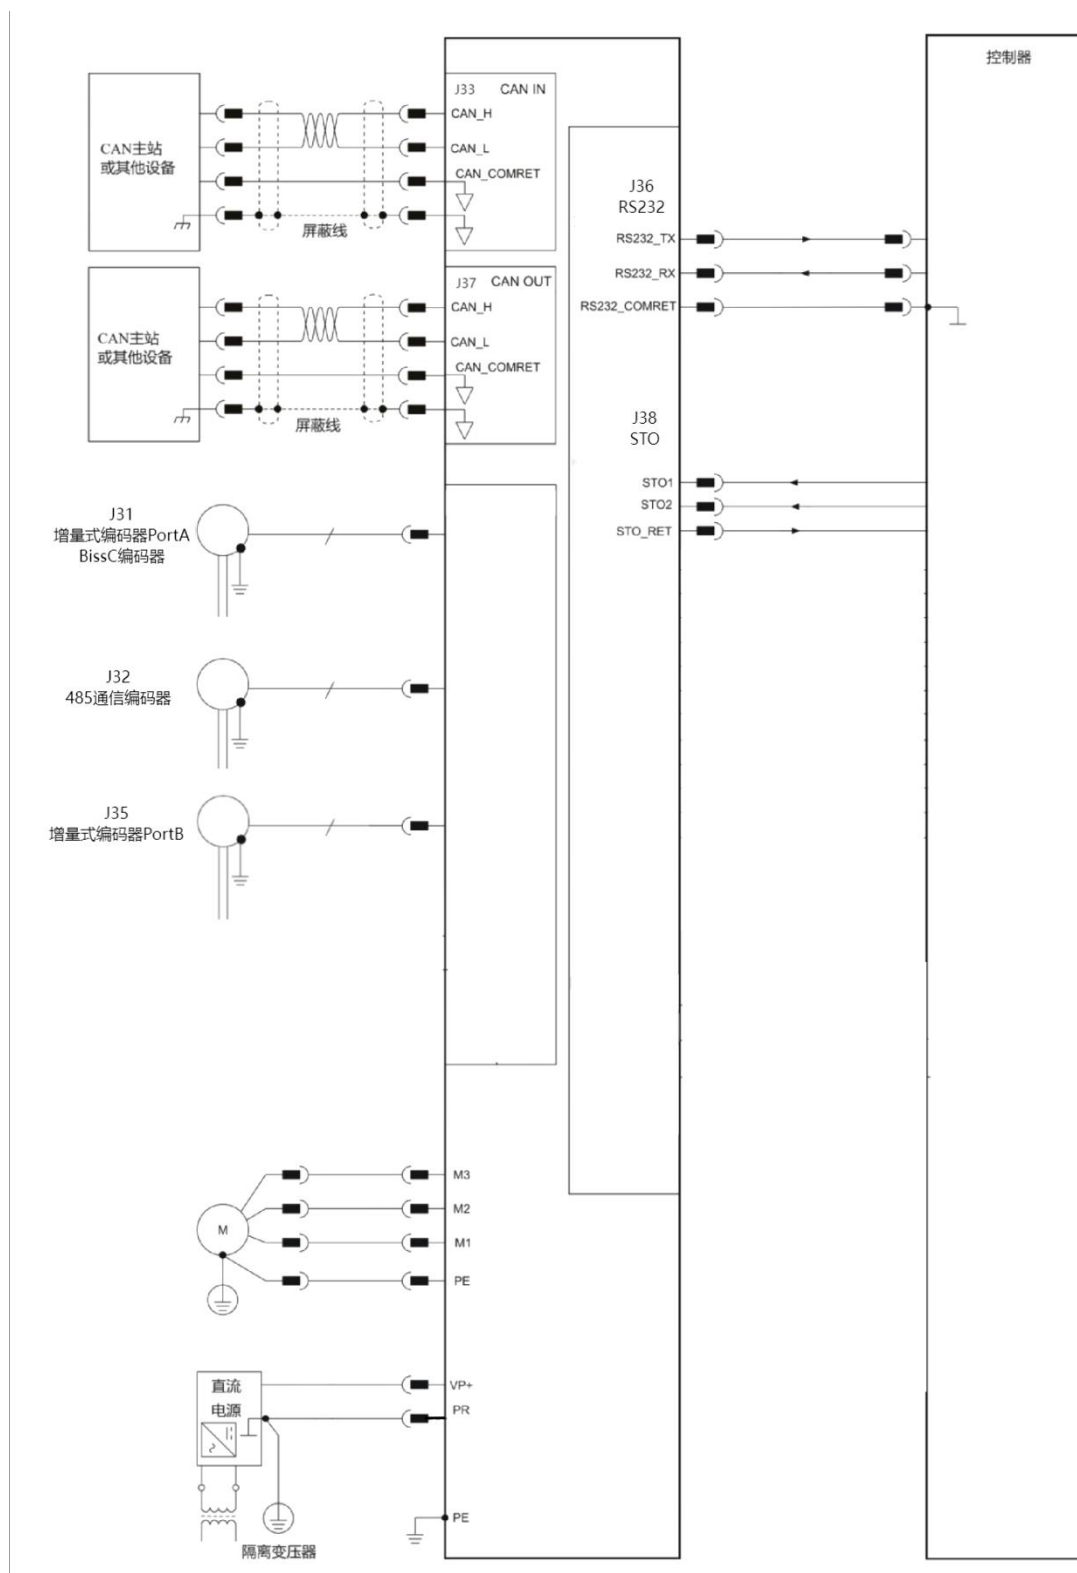 控制器
J33 CAN IN
CAN_H
CAN主站
或其他设备
CAN_L
CAN_COMRET
屏蔽线
J36
RS232
RS232_TX
RS232_RX
RS232_COMRET
J37 CAN OUT
CAN_H
CAN主站
或其他设备
CAN_L
CAN_COMRET
屏蔽线
J38
STO
STO1
STO2
STO_RET
J31
增量式编码器PortA
BissC编码器
J32
485通信编码器
J35
增量式编码器PortB
M3
M2
M
M1
PE
直流
电源
VP+
PR
PE
隔离变压器